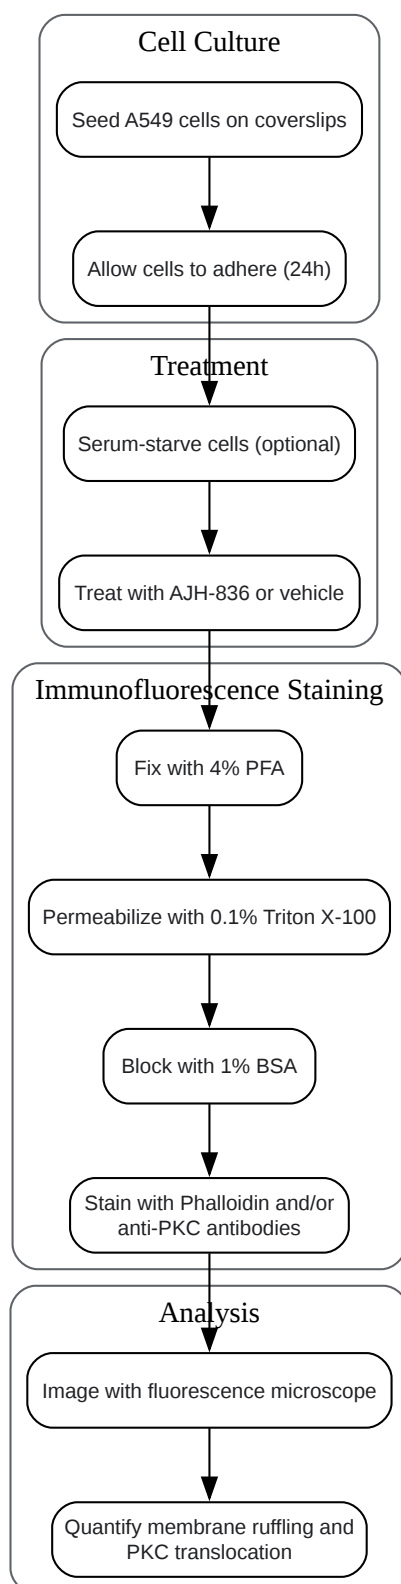 Cell Culture
Seed A549 cells on coverslips
Allow cells to adhere (24h)
Treatment
Serum-starve cells (optional)
Treat with AJH-836 or vehicle
Immunofluorescence Staining
Fix with 4% PFA
Permeabilize with 0.1% Triton X-100
Block with 1% BSA
Stain with Phalloidin and/or
anti-PKC antibodies
Analysis
Image with fluorescence microscope
Quantify membrane ruffling and
PKC translocation